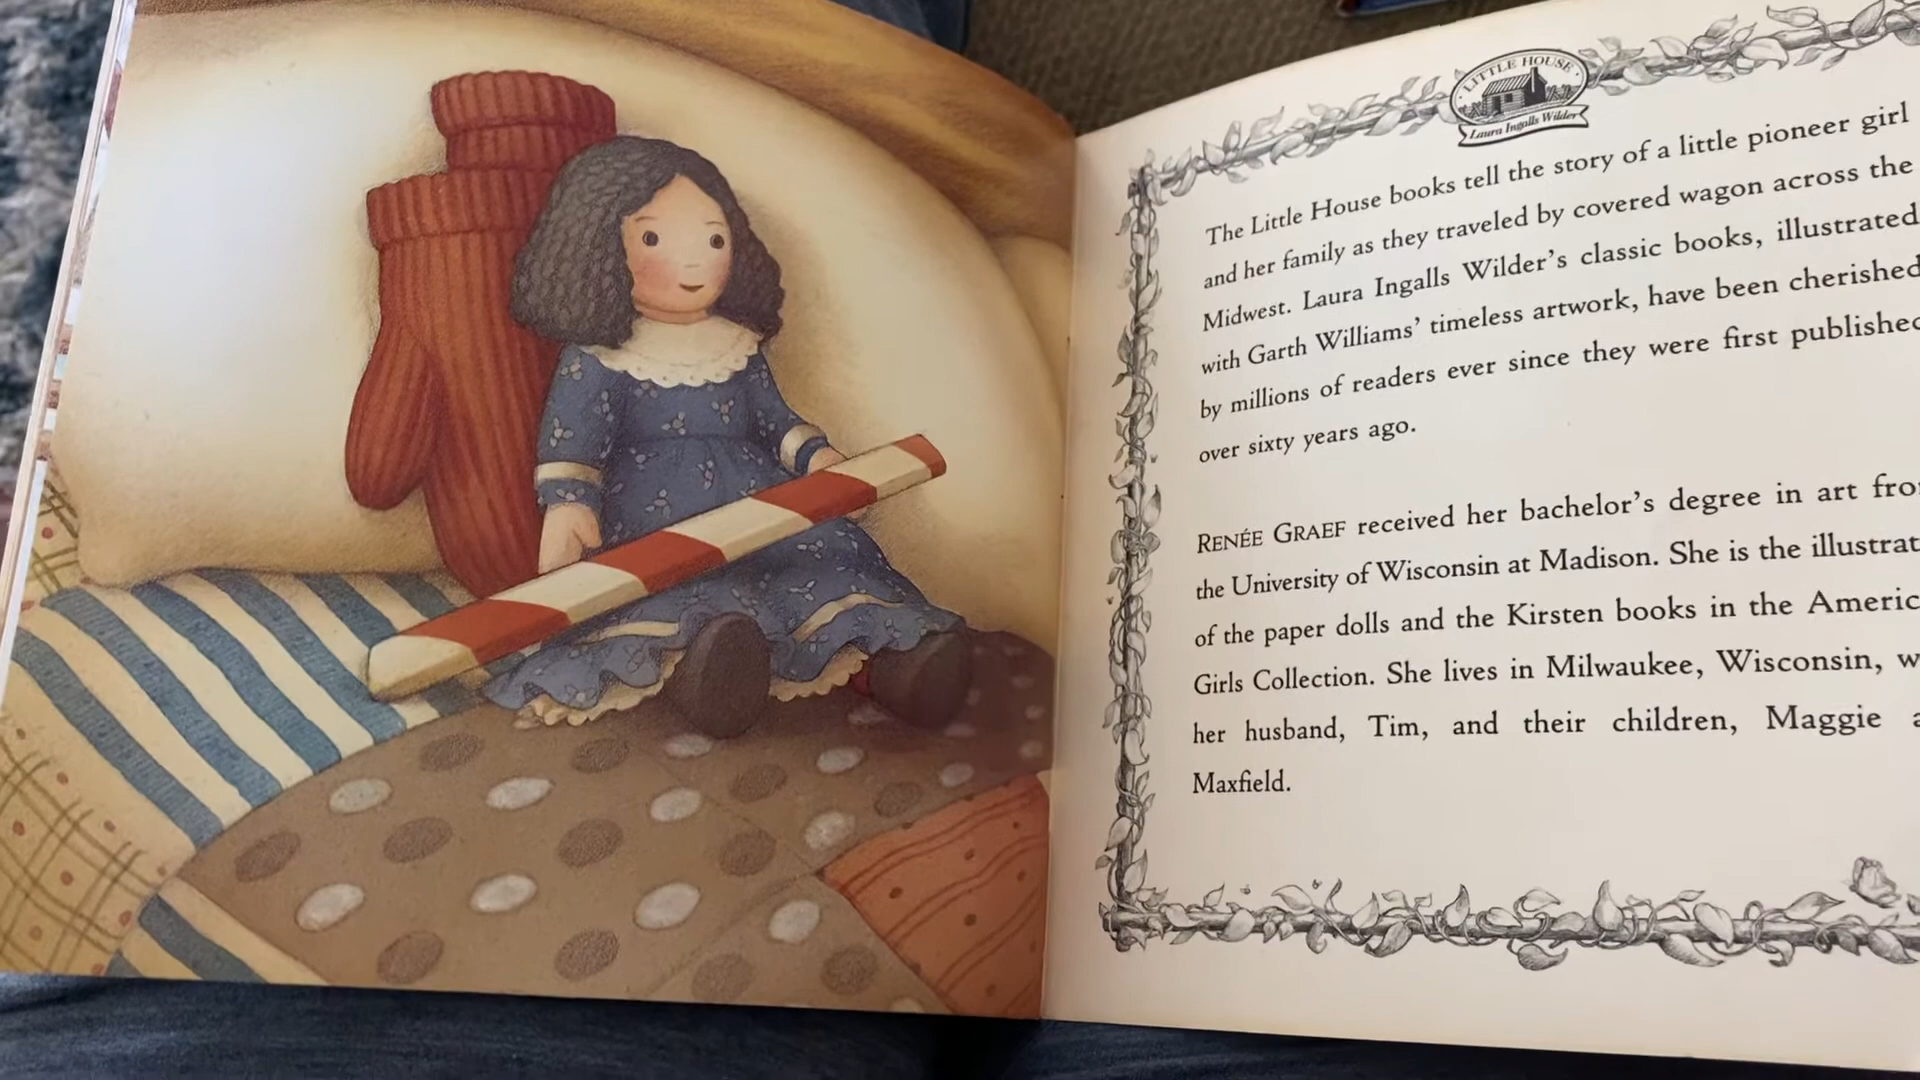 LITTLE HOUSE
Laura Ingalls Wilder
The Little House books tell the story of a little pioneer girl
and her family as they traveled by covered wagon across the
Midwest. Laura Ingalls Wilder's classic books, illustrated
with Garth Williams' timeless artwork, have been cherished
by millions of readers ever since they were first published
over sixty years ago.
RENÉE GRAEF received her bachelor's degree in art fro
the University of Wisconsin at Madison. She is the illustrat
of the paper dolls and the Kirsten books in the Americ
Girls Collection. She lives in Milwaukee, Wisconsin, w
her husband, Tim, and their children, Maggie a
Maxfield.